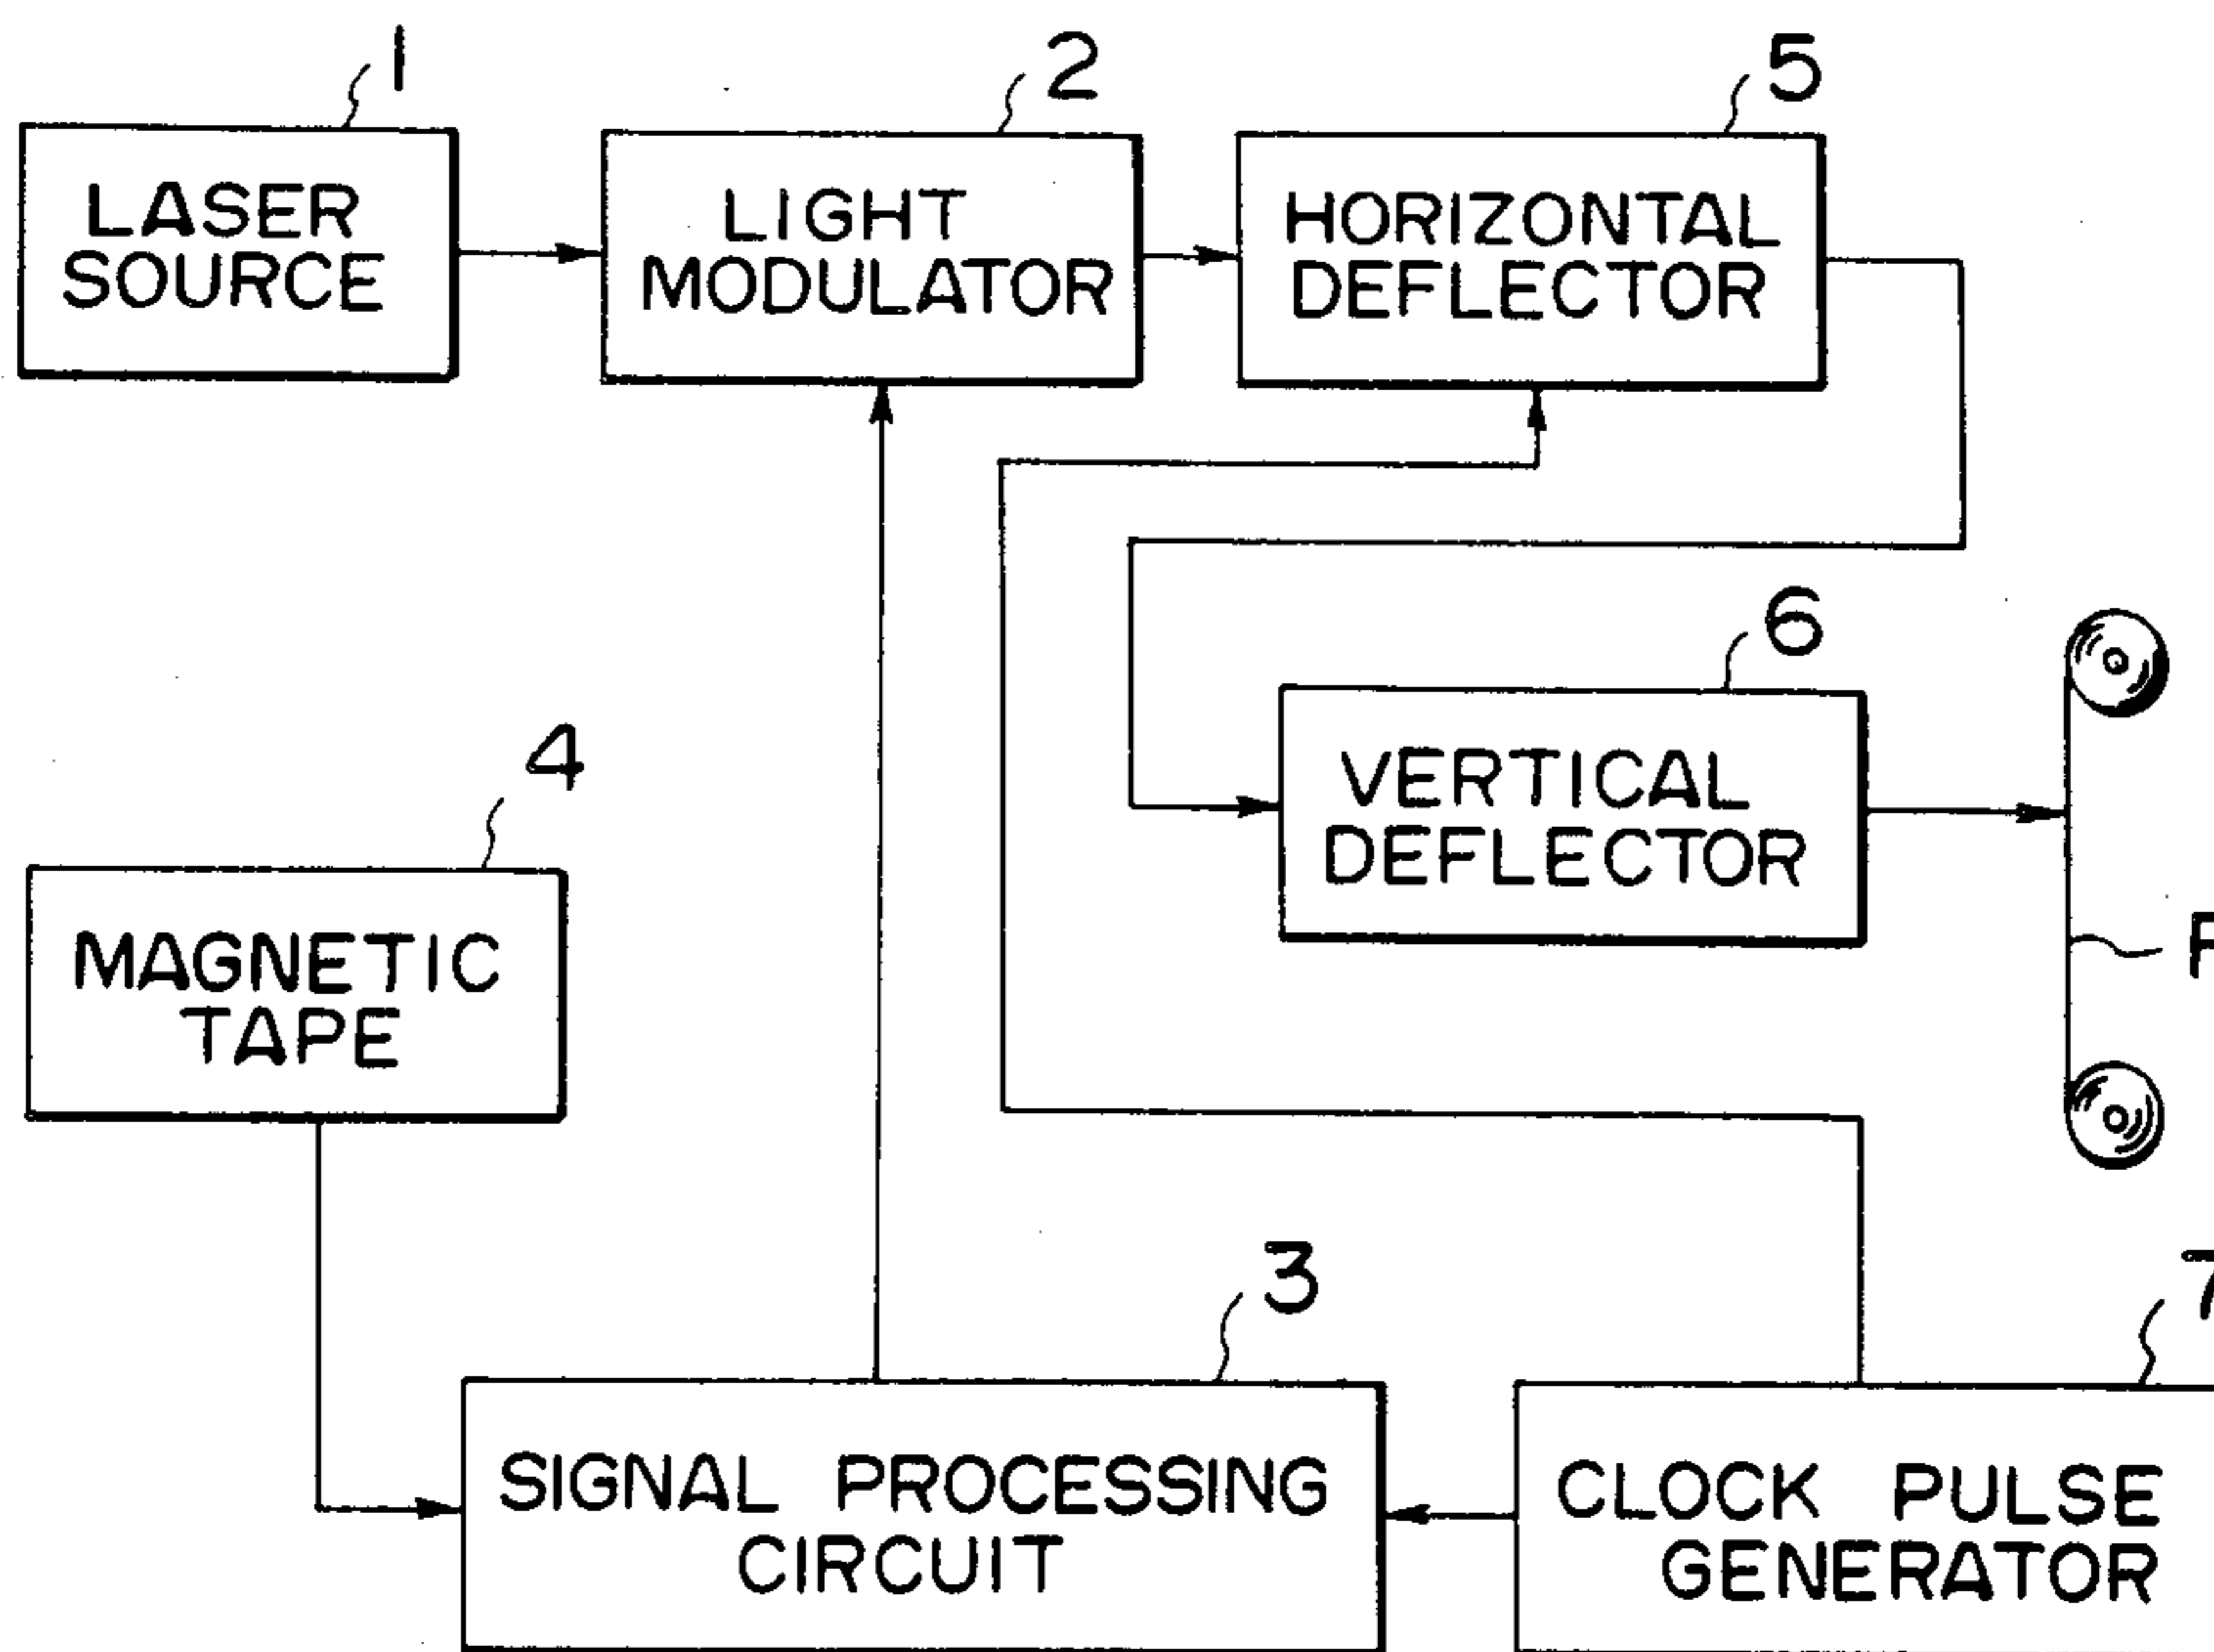 1
LASER
SOURCE
2
LIGHT
MODULATOR
5
HORIZONTAL
DEFLECTOR
6
VERTICAL
DEFLECTOR
4
MAGNETIC
TAPE
3
SIGNAL PROCESSING
CIRCUIT
7
CLOCK PULSE
GENERATOR